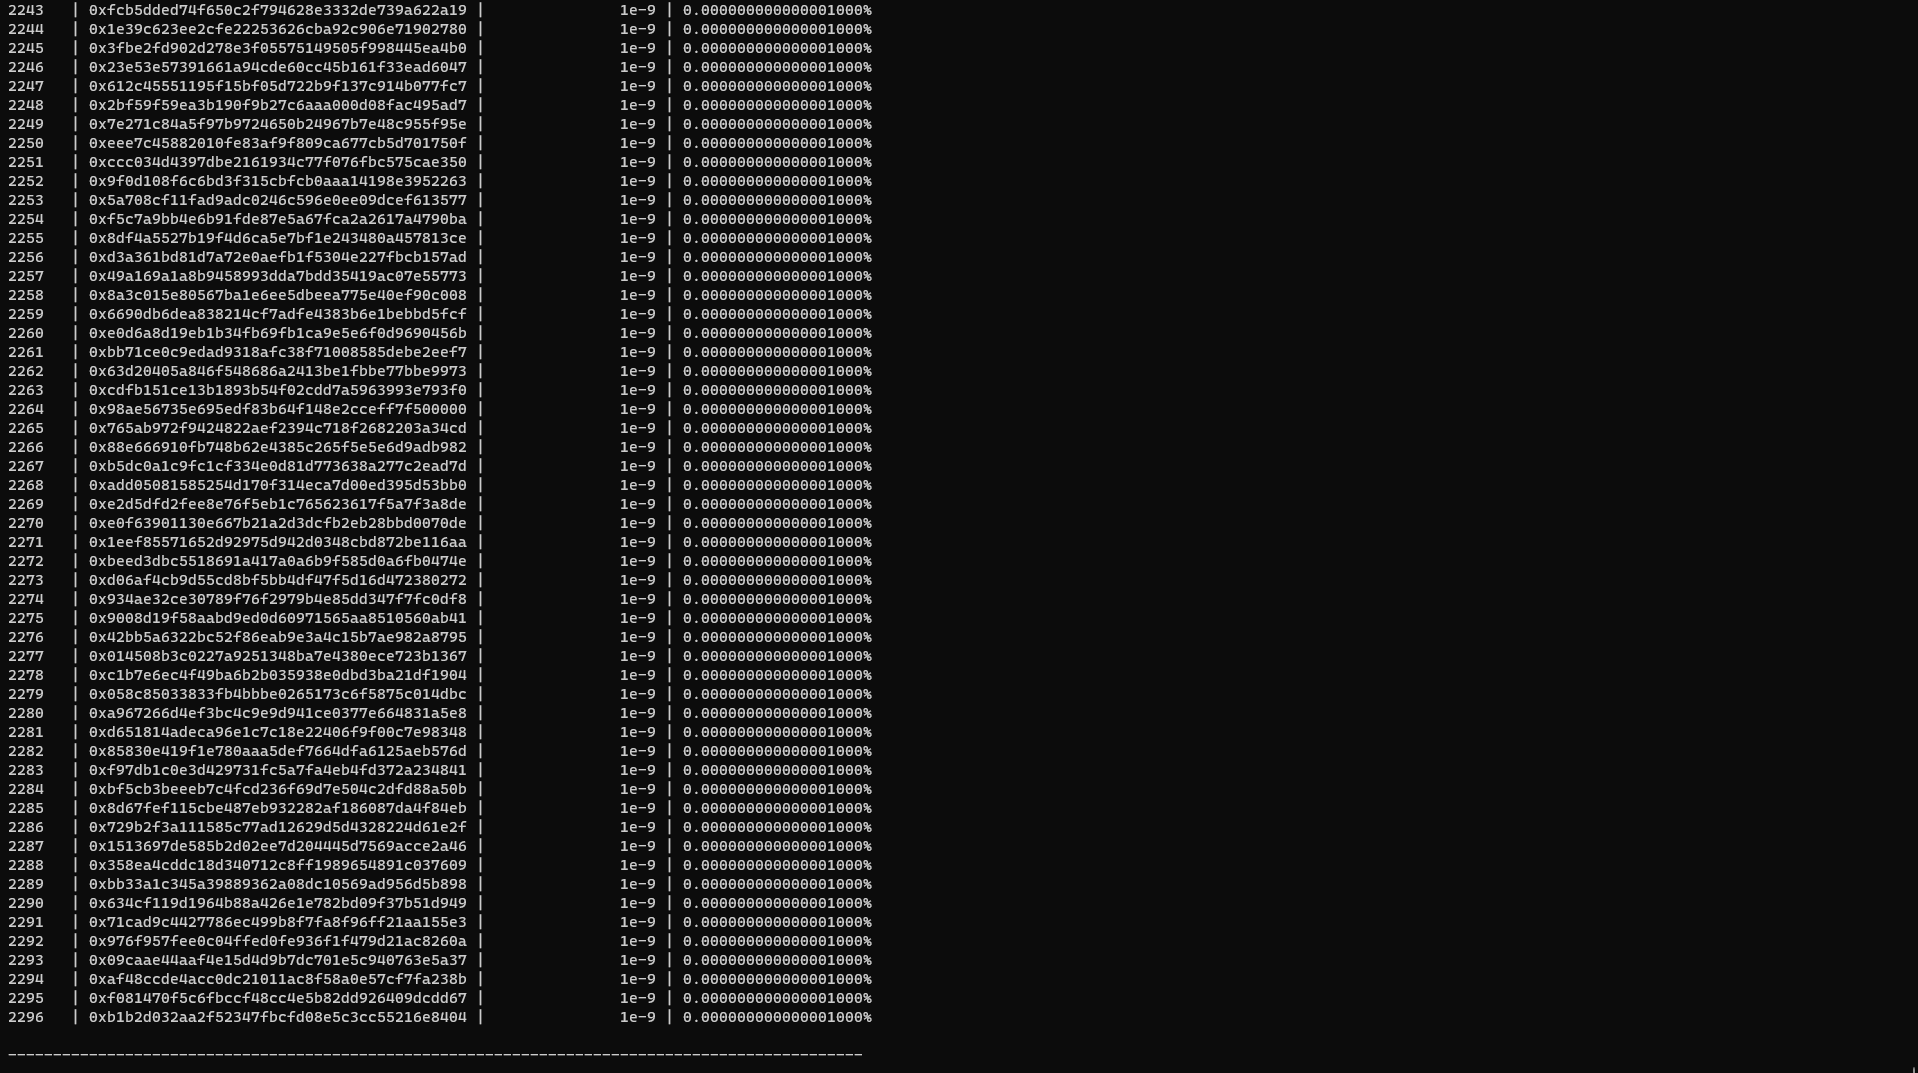 2243 | 0xfcb5dded74f650c2f794628e3332de739a622a19 | 1e-9 | 0.000000000000001000%
2244 | 0x1e39c623ee2cfe22253626cba92c906e71902780 | 1e-9 | 0.000000000000001000%
2245 | 0x3fbe2fd902d278e3f05575149505f998445ea4b0 | 1e-9 | 0.000000000000001000%
2246 | 0x23e53e57391661a94cde60cc45b161f33ead6047 | 1e-9 | 0.000000000000001000%
2247 | 0x612c45551195f15bf05d722b9f137c914b077fc7 | 1e-9 | 0.000000000000001000%
2248 | 0x2bf59f59ea3b190f9b27c6aaa000d08fac495ad7 | 1e-9 | 0.000000000000001000%
2249 | 0x7e271c84a5f97b9724650b24967b7e48c955f95e | 1e-9 | 0.000000000000001000%
2250 | 0xeee7c45882010fe83af9f809ca677cb5d701750f | 1e-9 | 0.000000000000001000%
2251 | 0xccc034d4397dbe2161934c77f076fbc575cae350 | 1e-9 | 0.000000000000001000%
2252 | 0x9f0d108f6c6bd3f315cbfcb0aaa14198e3952263 | 1e-9 | 0.000000000000001000%
2253 | 0x5a708cf11fad9adc0246c596e0ee09dcef613577 | 1e-9 | 0.000000000000001000%
2254 | 0xf5c7a9bb4e6b91fde87e5a67fca2a2617a4790ba | 1e-9 | 0.000000000000001000%
2255 | 0x8df4a5527b19f4d6ca5e7bf1e243480a457813ce | 1e-9 | 0.000000000000001000%
2256 | 0xd3a361bd81d7a72e0aefb1f5304e227fbcb157ad | 1e-9 | 0.000000000000001000%
2257 | 0x49a169a1a8b9458993dda7bdd35419ac07e55773 | 1e-9 | 0.000000000000001000%
2258 | 0x8a3c015e80567ba1e6ee5dbeea775e40ef90c008 | 1e-9 | 0.000000000000001000%
2259 | 0x6690db6dea838214cf7adfe4383b6e1bebbd5fcf | 1e-9 | 0.000000000000001000%
2260 | 0xe0d6a8d19eb1b34fb69fb1ca9e5e6f0d9690456b | 1e-9 | 0.000000000000001000%
2261 | 0xbb71ce0c9edad9318afc38f71008585debe2eef7 | 1e-9 | 0.000000000000001000%
2262 | 0x63d20405a846f548686a2413be1fbbe77bbe9973 | 1e-9 | 0.000000000000001000%
2263 | 0xcdfb151ce13b1893b54f02cdd7a5963993e793f0 | 1e-9 | 0.000000000000001000%
2264 | 0x98ae56735e695edf83b64f148e2cceff7f500000 | 1e-9 | 0.000000000000001000%
2265 | 0x765ab972f9424822aef2394c718f2682203a34cd | 1e-9 | 0.000000000000001000%
2266 | 0x88e666910fb748b62e4385c265f5e5e6d9adb982 | 1e-9 | 0.000000000000001000%
2267 | 0xb5dc0a1c9fc1cf334e0d81d773638a277c2ead7d | 1e-9 | 0.000000000000001000%
2268 | 0xadd05081585254d170f314eca7d00ed395d53bb0 | 1e-9 | 0.000000000000001000%
2269 | 0xe2d5dfd2fee8e76f5eb1c765623617f5a7f3a8de | 1e-9 | 0.000000000000001000%
2270 | 0xe0f63901130e667b21a2d3dcfb2eb28bbd0070de | 1e-9 | 0.000000000000001000%
2271 | 0x1eef85571652d92975d942d0348cbd872be116aa | 1e-9 | 0.000000000000001000%
2272 | 0xbeed3dbc5518691a417a0a6b9f585d0a6fb0474e | 1e-9 | 0.000000000000001000%
2273 | 0xd06af4cb9d55cd8bf5bb4df47f5d16d472380272 | 1e-9 | 0.000000000000001000%
2274 | 0x934ae32ce30789f76f2979b4e85dd347f7fc0df8 | 1e-9 | 0.000000000000001000%
2275 | 0x9008d19f58aabd9ed0d60971565aa8510560ab41 | 1e-9 | 0.000000000000001000%
2276 | 0x42bb5a6322bc52f86eab9e3a4c15b7ae982a8795 | 1e-9 | 0.000000000000001000%
2277 | 0x014508b3c0227a9251348ba7e4380ece723b1367 | 1e-9 | 0.000000000000001000%
2278 | 0xc1b7e6ec4f49ba6b2b035938e0dbd3ba21df1904 | 1e-9 | 0.000000000000001000%
2279 | 0x058c85033833fb4bbbe0265173c6f5875c014dbc | 1e-9 | 0.000000000000001000%
2280 | 0xa967266d4ef3bc4c9e9d941ce0377e664831a5e8 | 1e-9 | 0.000000000000001000%
2281 | 0xd651814adeca96e1c7c18e22406f9f00c7e98348 | 1e-9 | 0.000000000000001000%
2282 | 0x85830e419f1e780aaa5def7664dfa6125aeb576d | 1e-9 | 0.000000000000001000%
2283 | 0xf97db1c0e3d429731fc5a7fa4eb4fd372a234841 | 1e-9 | 0.000000000000001000%
2284 | 0xbf5cb3beeeb7c4fcd236f69d7e504c2dfd88a50b | 1e-9 | 0.000000000000001000%
2285 | 0x8d67fef115cbe487eb932282af186087da4f84eb | 1e-9 | 0.000000000000001000%
2286 | 0x729b2f3a111585c77ad12629d5d4328224d61e2f | 1e-9 | 0.000000000000001000%
2287 | 0x1513697de585b2d02ee7d204445d7569acce2a46 | 1e-9 | 0.000000000000001000%
2288 | 0x358ea4cddc18d340712c8ff1989654891c037609 | 1e-9 | 0.000000000000001000%
2289 | 0xbb33a1c345a39889362a08dc10569ad956d5b898 | 1e-9 | 0.000000000000001000%
2290 | 0x634cf119d1964b88a426e1e782bd09f37b51d949 | 1e-9 | 0.000000000000001000%
2291 | 0x71cad9c4427786ec499b8f7fa8f96ff21aa155e3 | 1e-9 | 0.000000000000001000%
2292 | 0x976f957fee0c04ffed0fe936f1f479d21ac8260a | 1e-9 | 0.000000000000001000%
2293 | 0x09caae44aaf4e15d4d9b7dc701e5c940763e5a37 | 1e-9 | 0.000000000000001000%
2294 | 0xaf48ccde4acc0dc21011ac8f58a0e57cf7fa238b | 1e-9 | 0.000000000000001000%
2295 | 0xf081470f5c6fbccf48cc4e5b82dd926409dcdd67 | 1e-9 | 0.000000000000001000%
2296 | 0xb1b2d032aa2f52347fbcfd08e5c3cc55216e8404 | 1e-9 | 0.000000000000001000%
-----------------------------------------------------------------------------------------------